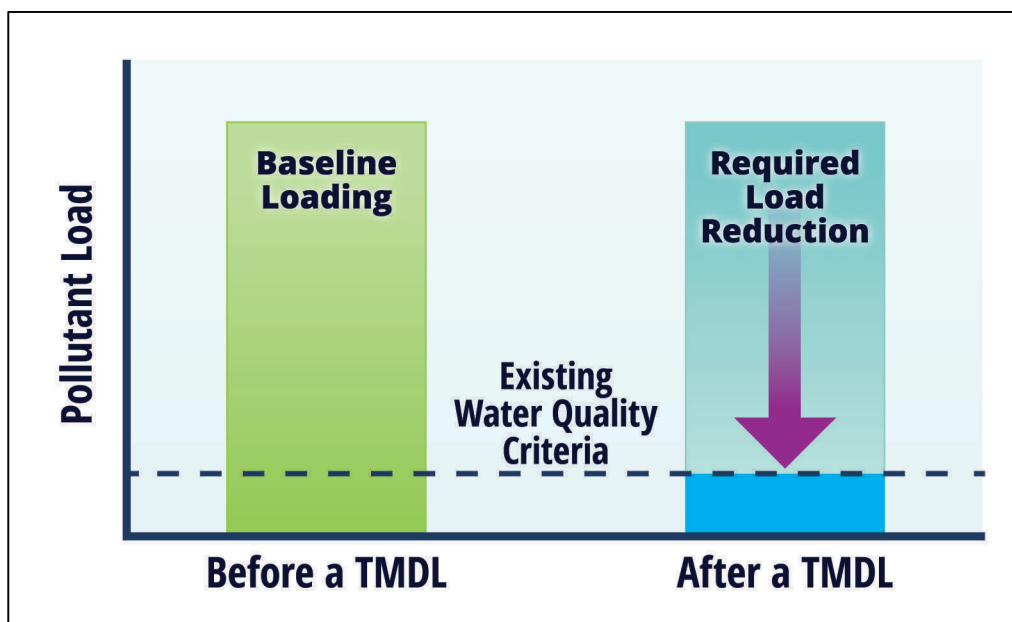 Pollutant Load
Baseline
Loading
Required
Load
Reduction
Existing
Water Quality
Criteria
Before a TMDL
After a TMDL